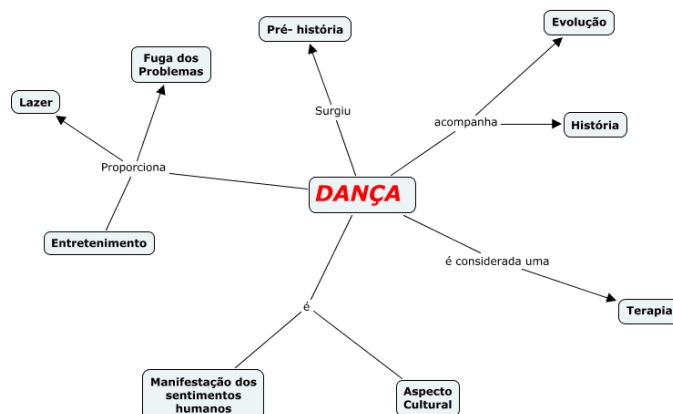 Pré- história
Evolução
Fuga dos
Problemas
Lazer
Surgiu
acompanha
História
Proporciona
DANÇA
Entretenimento
é considerada uma
é
Terapia
Manifestação dos
sentimentos
humanos
Aspecto
Cultural